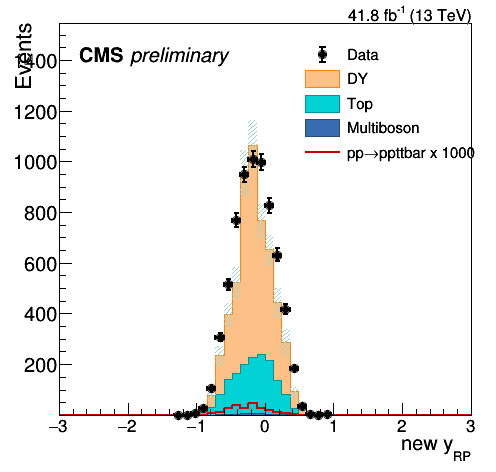 41.8 fb⁻¹ (13 TeV)
Events
CMS preliminary
Data
DY
Top
Multiboson
pp→ppttbar x 1000
1400
1200
1000
800
600
400
200
−3 −2 −1 0 1 2 3
new y_RP